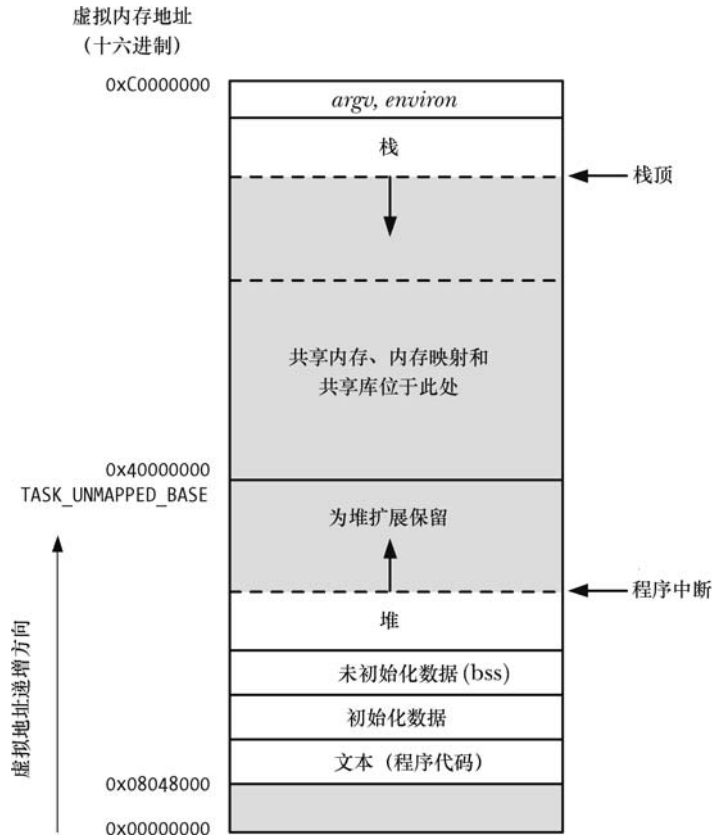 虚拟内存地址
（十六进制）
0xC0000000
argv, environ
栈
栈顶
共享内存、内存映射和
共享库位于此处
0x40000000
TASK_UNMAPPED_BASE
为堆扩展保留
程序中断
堆
未初始化数据 (bss)
初始化数据
文本（程序代码）
0x08048000
0x00000000
虚拟地址递增方向